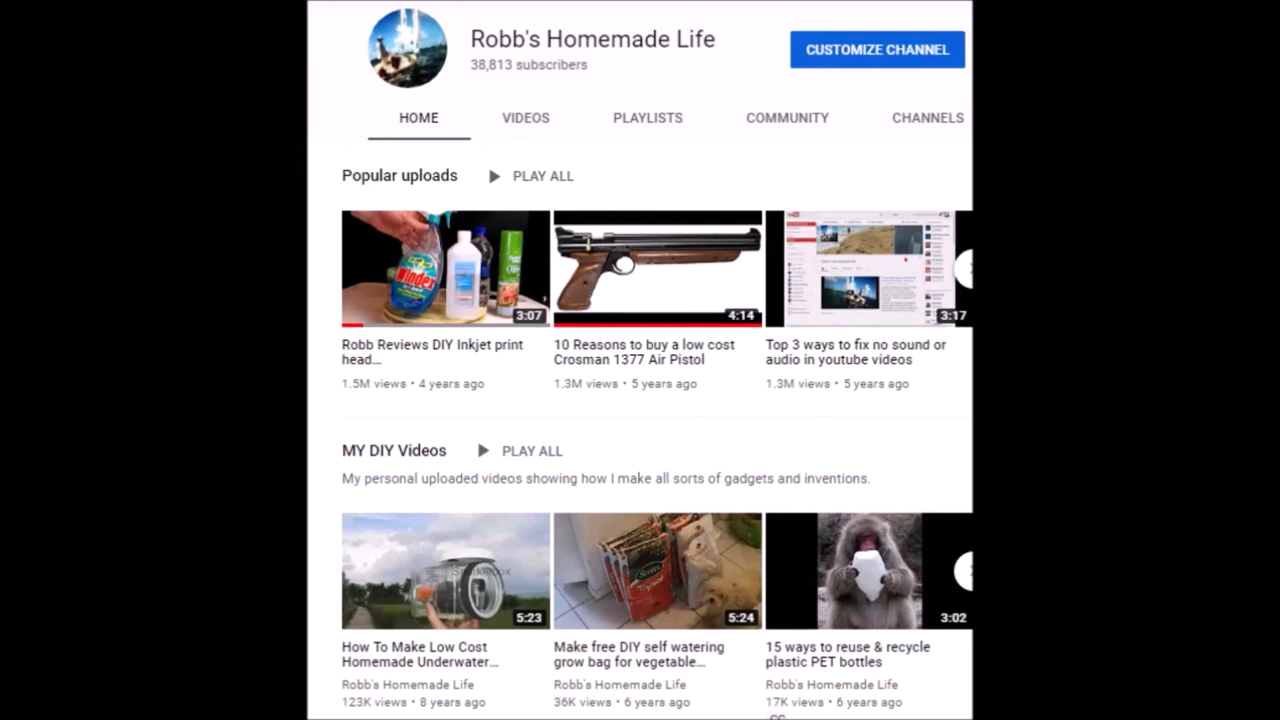 Robb's Homemade Life
38,813 subscribers
CUSTOMIZE CHANNEL
HOME VIDEOS PLAYLISTS COMMUNITY CHANNELS
Popular uploads PLAY ALL
Windex
3:07
4:14
3:17
Robb Reviews DIY Inkjet print
head...
1.5M views • 4 years ago
10 Reasons to buy a low cost
Crosman 1377 Air Pistol
1.3M views • 5 years ago
Top 3 ways to fix no sound or
audio in youtube videos
1.3M views • 5 years ago
MY DIY Videos PLAY ALL
My personal uploaded videos showing how I make all sorts of gadgets and inventions.
5:23
5:24
3:02
How To Make Low Cost
Homemade Underwater...
Robb's Homemade Life
123K views • 8 years ago
Make free DIY self watering
grow bag for vegetable...
Robb's Homemade Life
36K views • 6 years ago
15 ways to reuse & recycle
plastic PET bottles
Robb's Homemade Life
17K views • 6 years ago